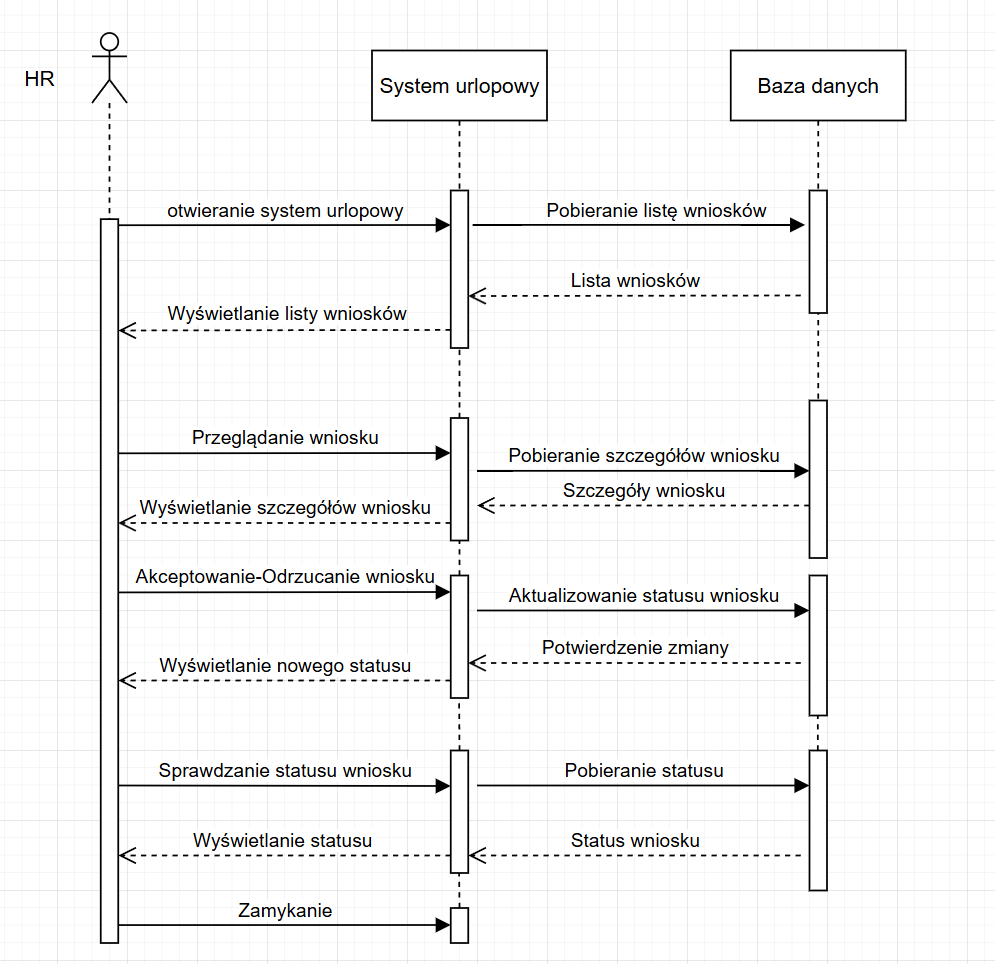 HR
System urlopowy
Baza danych
otwieranie system urlopowy
Pobieranie listę wniosków
Lista wniosków
Wyświetlanie listy wniosków
Przeglądanie wniosku
Pobieranie szczegółów wniosku
Szczegóły wniosku
Wyświetlanie szczegółów wniosku
Akceptowanie-Odrzucanie wniosku
Aktualizowanie statusu wniosku
Potwierdzenie zmiany
Wyświetlanie nowego statusu
Sprawdzanie statusu wniosku
Pobieranie statusu
Wyświetlanie statusu
Status wniosku
Zamykanie